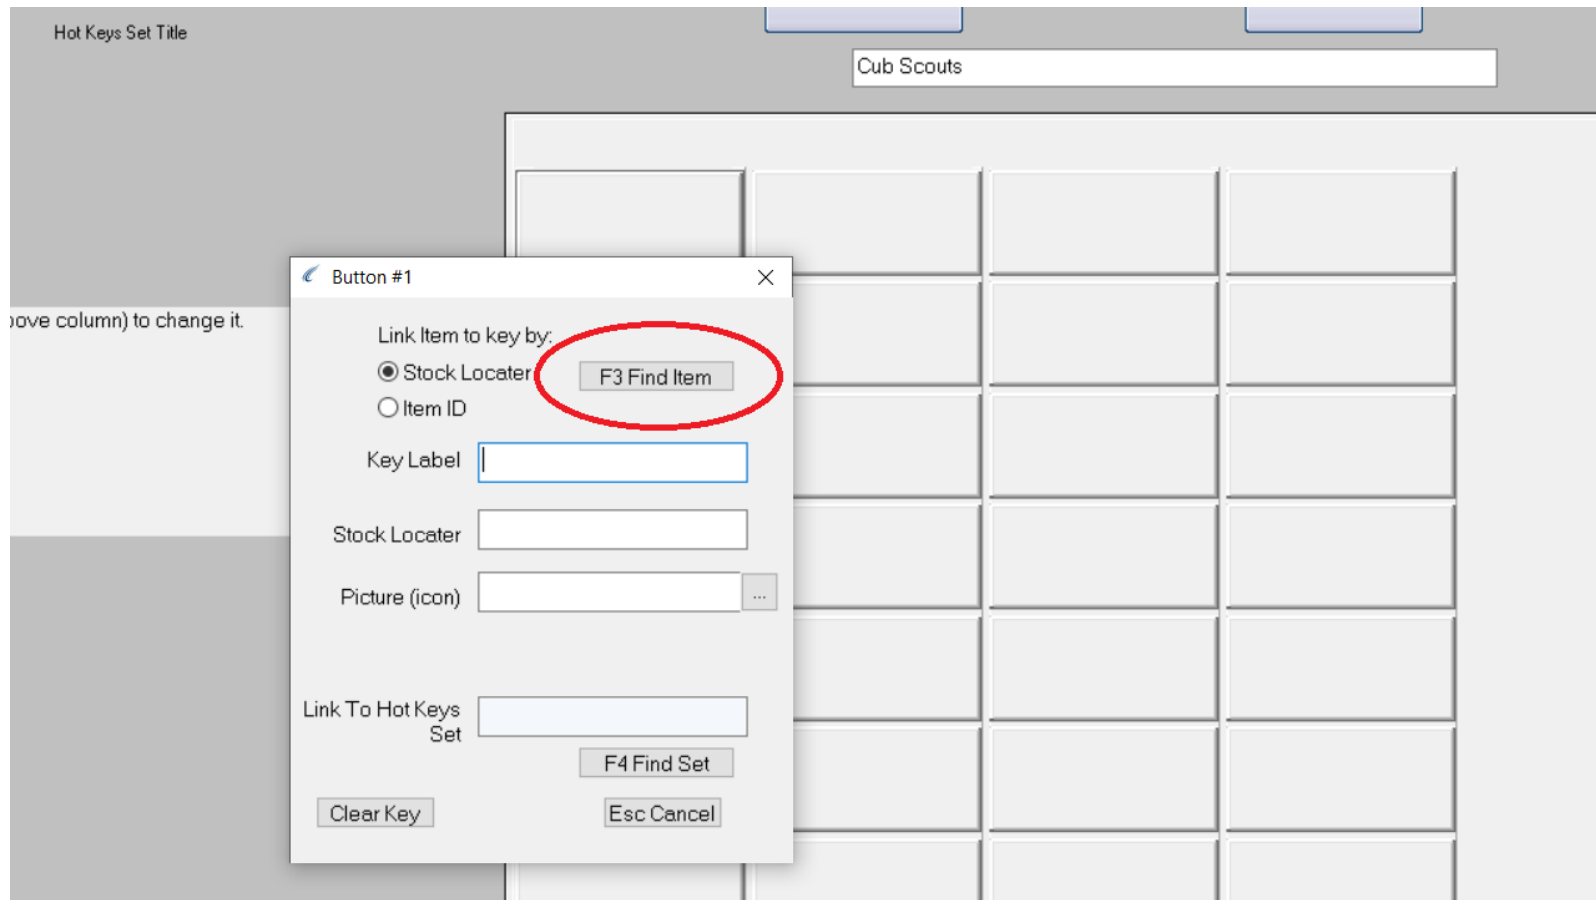 Hot Keys Set Title
Cub Scouts
Button #1
ove column) to change it.
Link Item to key by:
Stock Locater
F3 Find Item
Item ID
Key Label
Stock Locater
Picture (icon)
...
Link To Hot Keys
Set
F4 Find Set
Clear Key
Esc Cancel